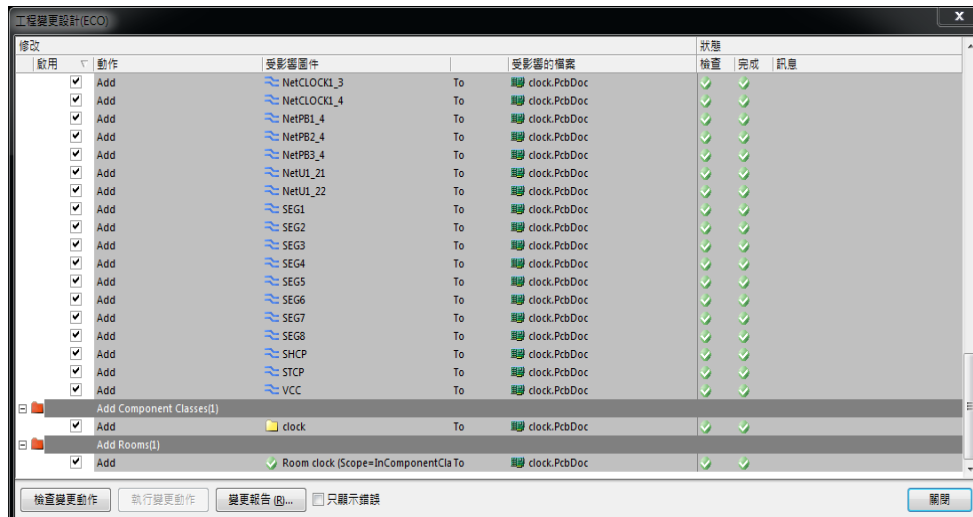 工程變更設計(ECO)
x
修改 狀態
啟用 動作 受影響圖件 受影響的檔案 檢查 完成 訊息
Add NetCLOCK1_3 To clock.PcbDoc
Add NetCLOCK1_4 To clock.PcbDoc
Add NetPB1_4 To clock.PcbDoc
Add NetPB2_4 To clock.PcbDoc
Add NetPB3_4 To clock.PcbDoc
Add NetU1_21 To clock.PcbDoc
Add NetU1_22 To clock.PcbDoc
Add SEG1 To clock.PcbDoc
Add SEG2 To clock.PcbDoc
Add SEG3 To clock.PcbDoc
Add SEG4 To clock.PcbDoc
Add SEG5 To clock.PcbDoc
Add SEG6 To clock.PcbDoc
Add SEG7 To clock.PcbDoc
Add SEG8 To clock.PcbDoc
Add SHCP To clock.PcbDoc
Add STCP To clock.PcbDoc
Add VCC To clock.PcbDoc
Add Component Classes(1)
Add clock To clock.PcbDoc
Add Rooms(1)
Add Room clock (Scope=InComponentCla To clock.PcbDoc
檢查變更動作 執行變更動作 變更報告 (R)... 只顯示錯誤 關閉